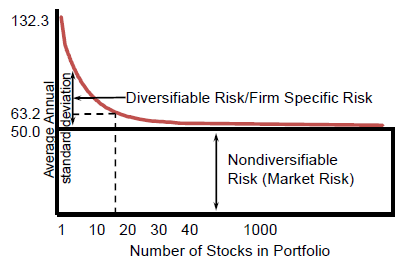 132.3
63.2
50.0
Average Annual
standard deviation
Diversifiable Risk/Firm Specific Risk
Nondiversifiable
Risk (Market Risk)
1 10 20 30 40 1000
Number of Stocks in Portfolio